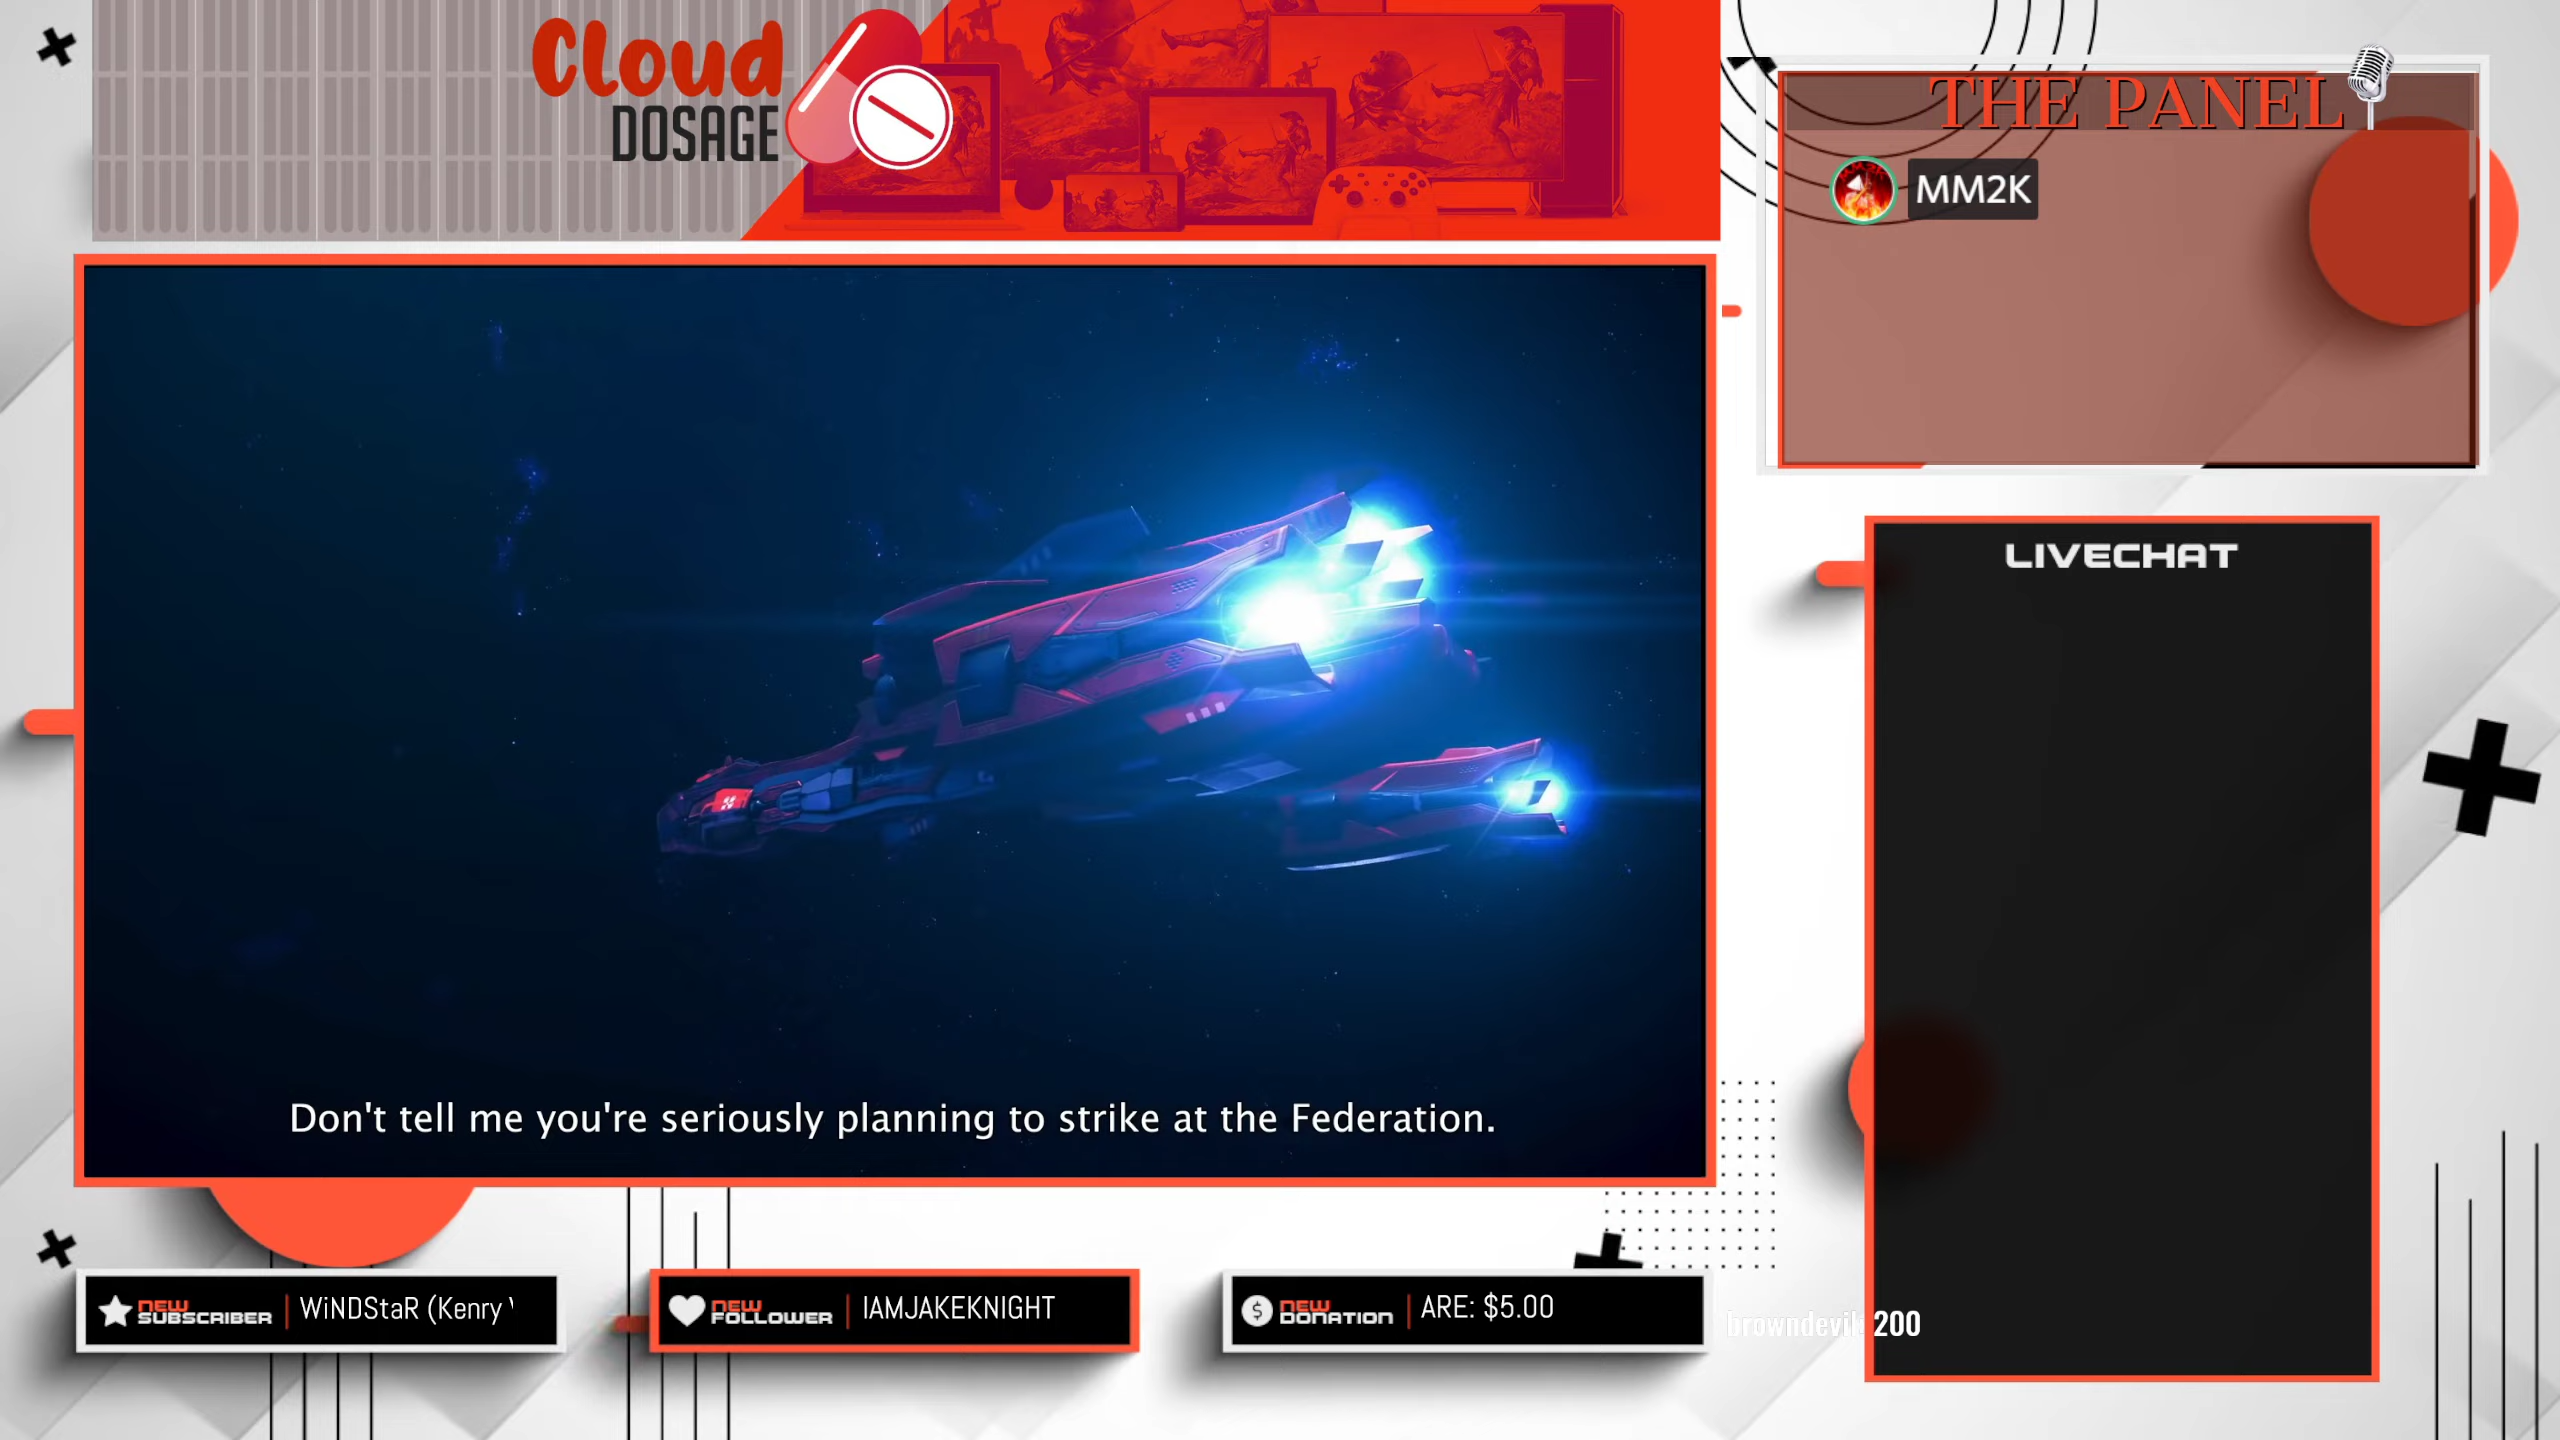 Cloud
DOSAGE
THE PANEL
MM2K
LIVECHAT
Don't tell me you're seriously planning to strike at the Federation.
NEW
SUBSCRIBER
WiNDStaR (Kenry
NEW
FOLLOWER
IAMJAKEKNIGHT
NEW
DONATION
ARE: $5.00
200